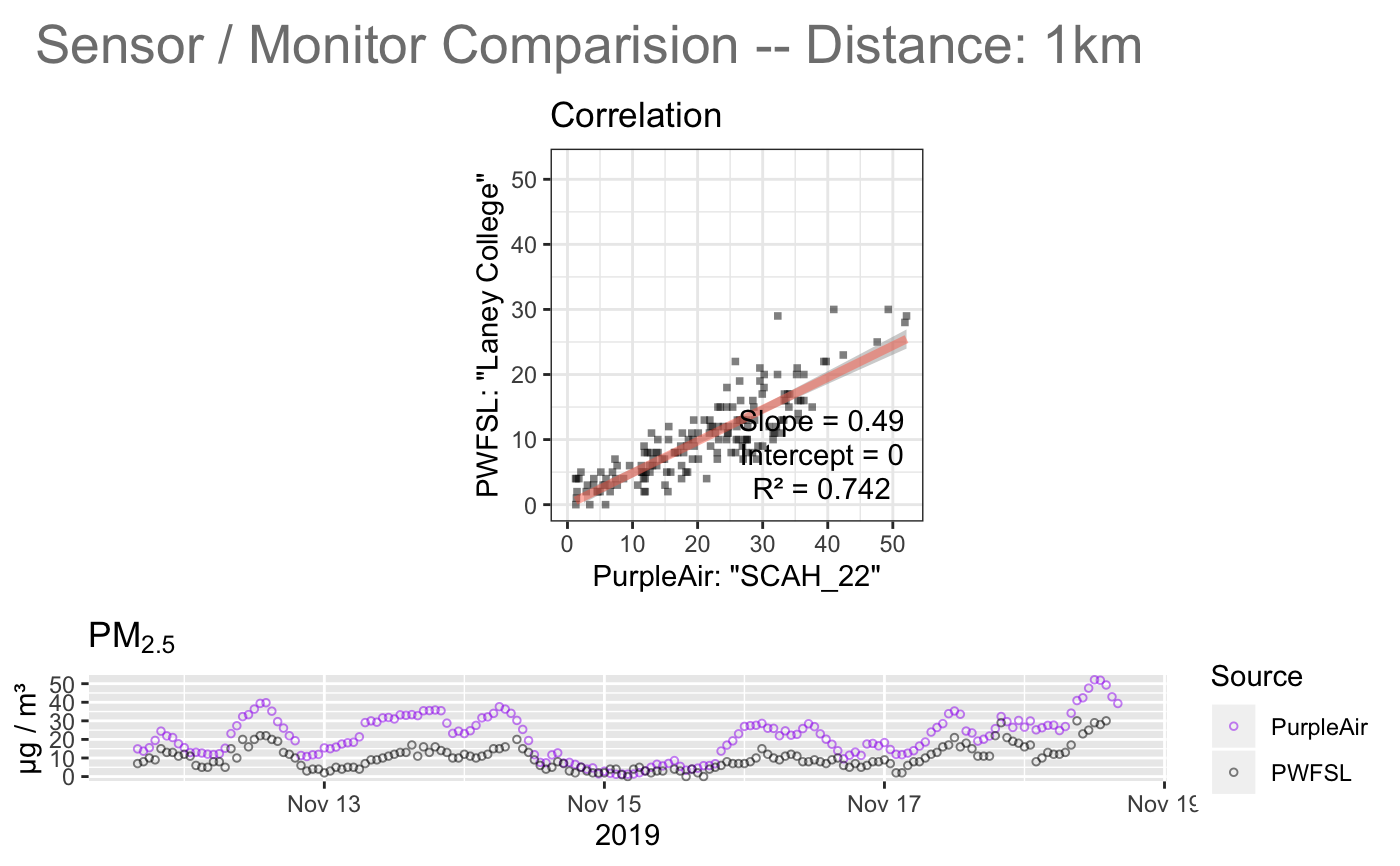 Sensor / Monitor Comparision -- Distance: 1km
Correlation
PWFSL: "Laney College"
50
40
30
20
10
0
Slope = 0.49
Intercept = 0
R² = 0.742
0 10 20 30 40 50
PurpleAir: "SCAH_22"
PM2.5
µg / m³
50
40
30
20
10
0
Nov 13 Nov 15 Nov 17 Nov 19
2019
Source
PurpleAir
PWFSL